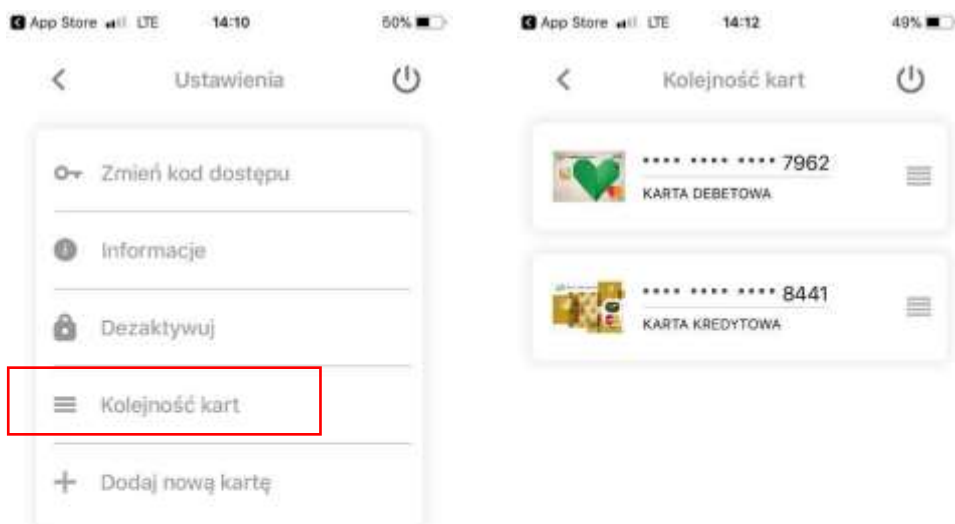 App Store LTE 14:10 50%
Ustawienia
Zmień kod dostępu
Informacje
Dezaktywuj
Kolejność kart
Dodaj nową kartę
App Store LTE 14:12 49%
Kolejność kart
**** **** **** 7962
KARTA DEBETOWA
**** **** **** 8441
KARTA KREDYTOWA